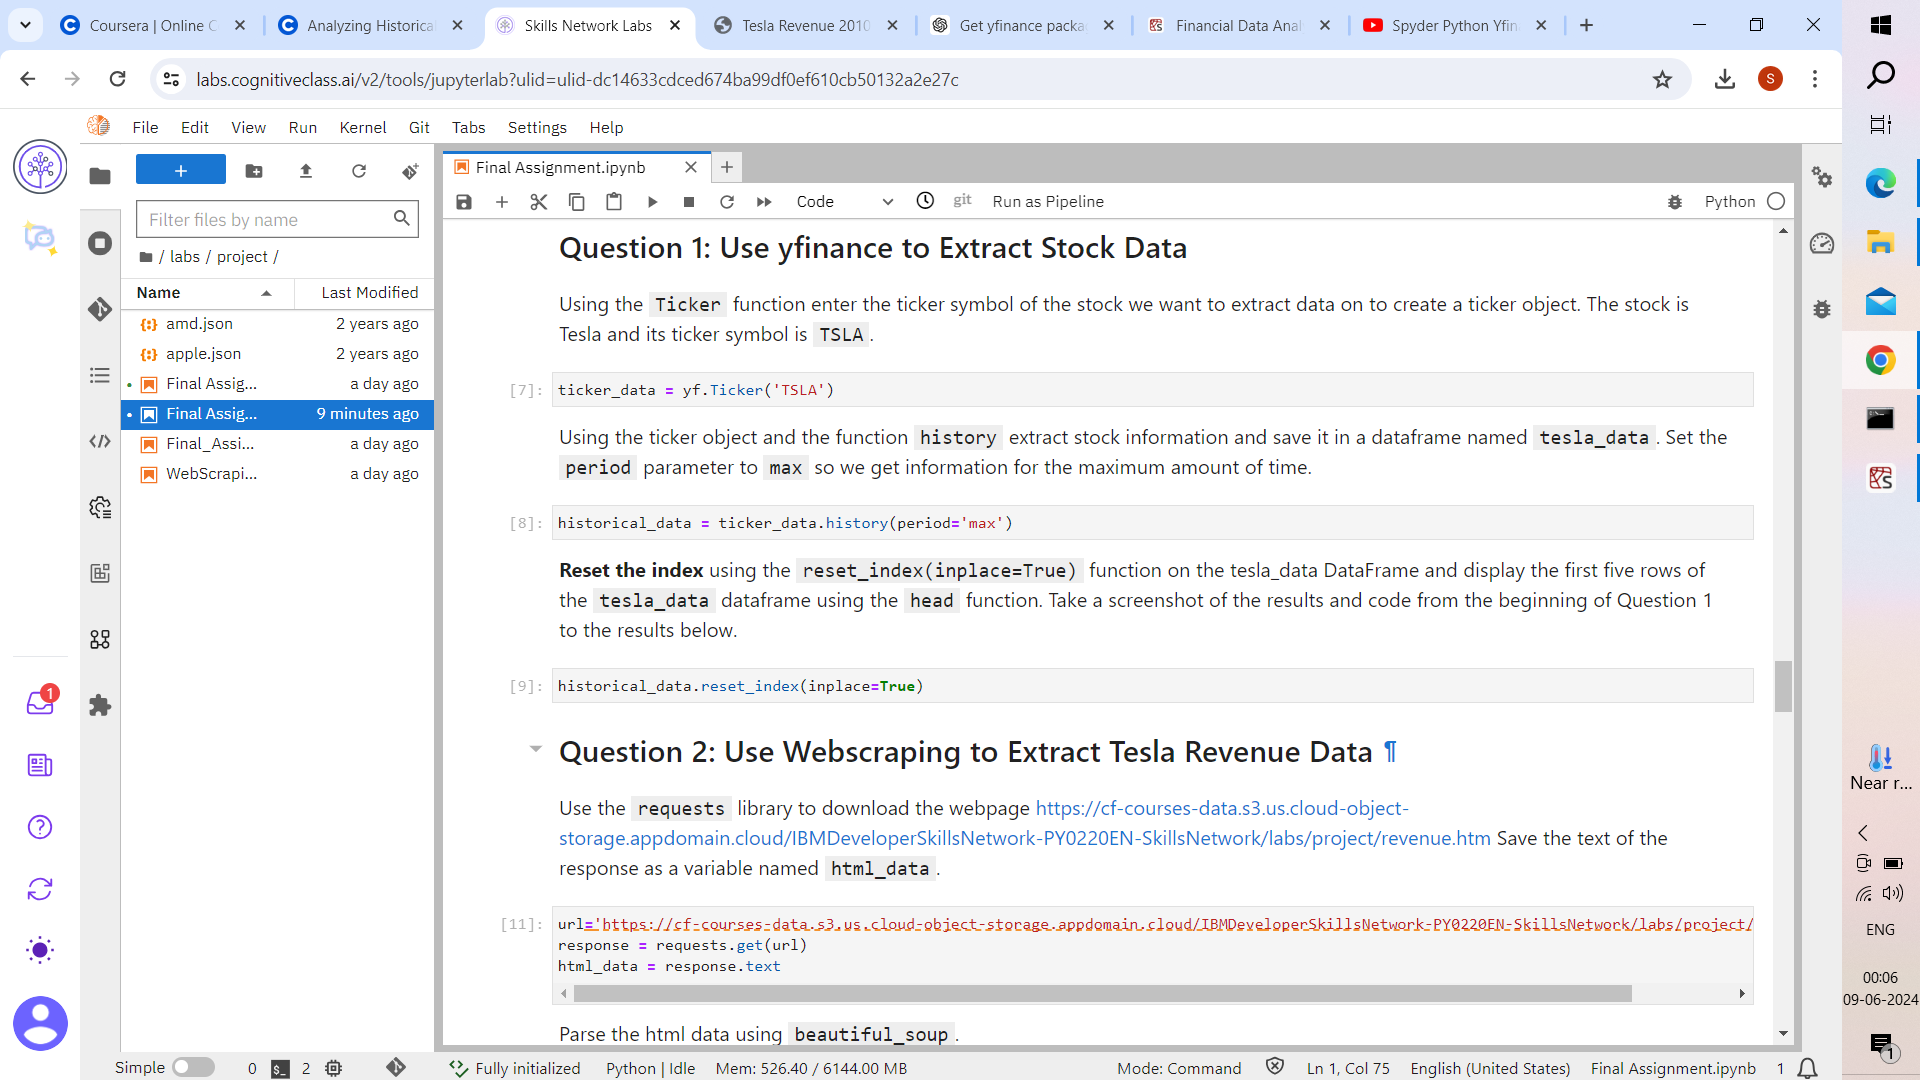 Coursera | Online C
Analyzing Historica
Skills Network Labs
Tesla Revenue 2010
Get yfinance packa
Financial Data Anal
Spyder Python Yfin
labs.cognitiveclass.ai/v2/tools/jupyterlab?ulid=ulid-dc14633cdced674ba99df0ef610cb50132a2e27c
S
File Edit View Run Kernel Git Tabs Settings Help
Final Assignment.ipynb
Filter files by name
/ labs / project /
Name Last Modified
amd.json 2 years ago
apple.json 2 years ago
Final Assig... a day ago
Final Assig... 9 minutes ago
Final_Assi... a day ago
WebScrapi... a day ago
Code
git
Run as Pipeline
Python
Question 1: Use yfinance to Extract Stock Data
Using the Ticker function enter the ticker symbol of the stock we want to extract data on to create a ticker object. The stock is
Tesla and its ticker symbol is TSLA .
[7]: ticker_data = yf.Ticker('TSLA')
Using the ticker object and the function history extract stock information and save it in a dataframe named tesla_data . Set the
period parameter to max so we get information for the maximum amount of time.
[8]: historical_data = ticker_data.history(period='max')
Reset the index using the reset_index(inplace=True) function on the tesla_data DataFrame and display the first five rows of
the tesla_data dataframe using the head function. Take a screenshot of the results and code from the beginning of Question 1
to the results below.
[9]: historical_data.reset_index(inplace=True)
Question 2: Use Webscraping to Extract Tesla Revenue Data ¶
Use the requests library to download the webpage https://cf-courses-data.s3.us.cloud-object-
storage.appdomain.cloud/IBMDeveloperSkillsNetwork-PY0220EN-SkillsNetwork/labs/project/revenue.htm Save the text of the
response as a variable named html_data .
[11]: url='https://cf-courses-data.s3.us.cloud-object-storage.appdomain.cloud/IBMDeveloperSkillsNetwork-PY0220EN-SkillsNetwork/labs/project/
response = requests.get(url)
html_data = response.text
Parse the html data using beautiful_soup .
1
Simple 0 2 Fully initialized Python | Idle Mem: 526.40 / 6144.00 MB Mode: Command Ln 1, Col 75 English (United States) Final Assignment.ipynb 1
Near r...
ENG
00:06
09-06-2024
1